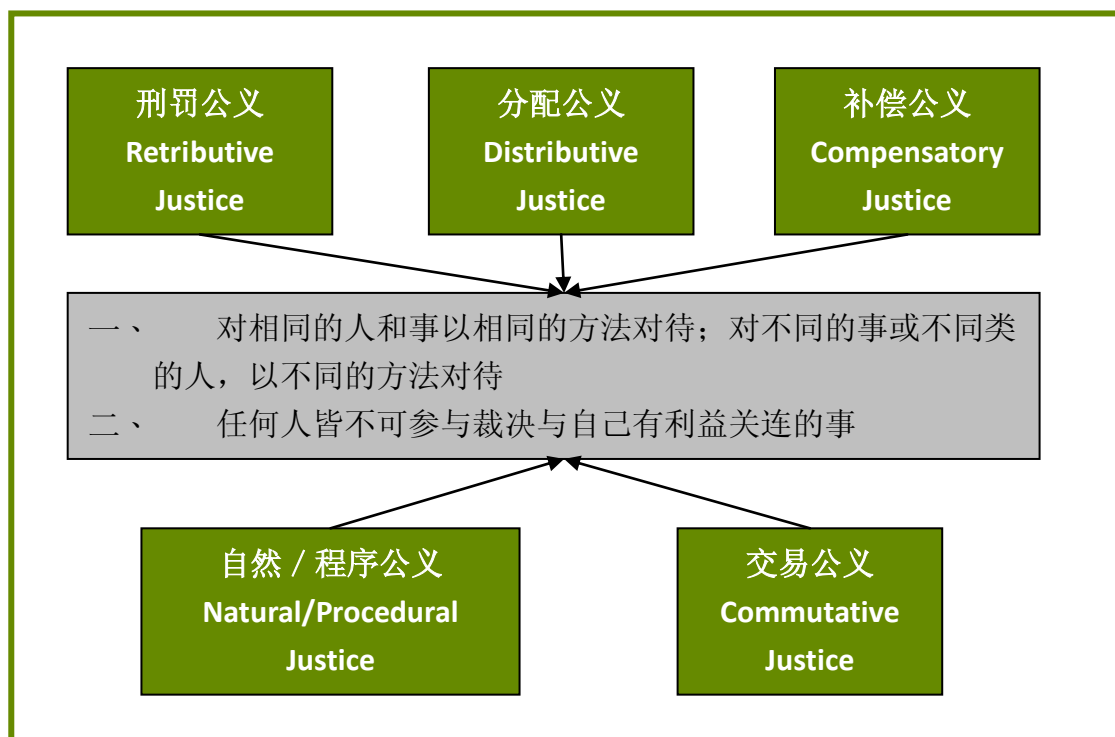 刑罚公义
Retributive
Justice
分配公义
Distributive
Justice
补偿公义
Compensatory
Justice
一、 对相同的人和事以相同的方法对待；对不同的事或不同类
的人，以不同的方法对待
二、 任何人皆不可参与裁决与自己有利益关连的事
自然／程序公义
Natural/Procedural
Justice
交易公义
Commutative
Justice